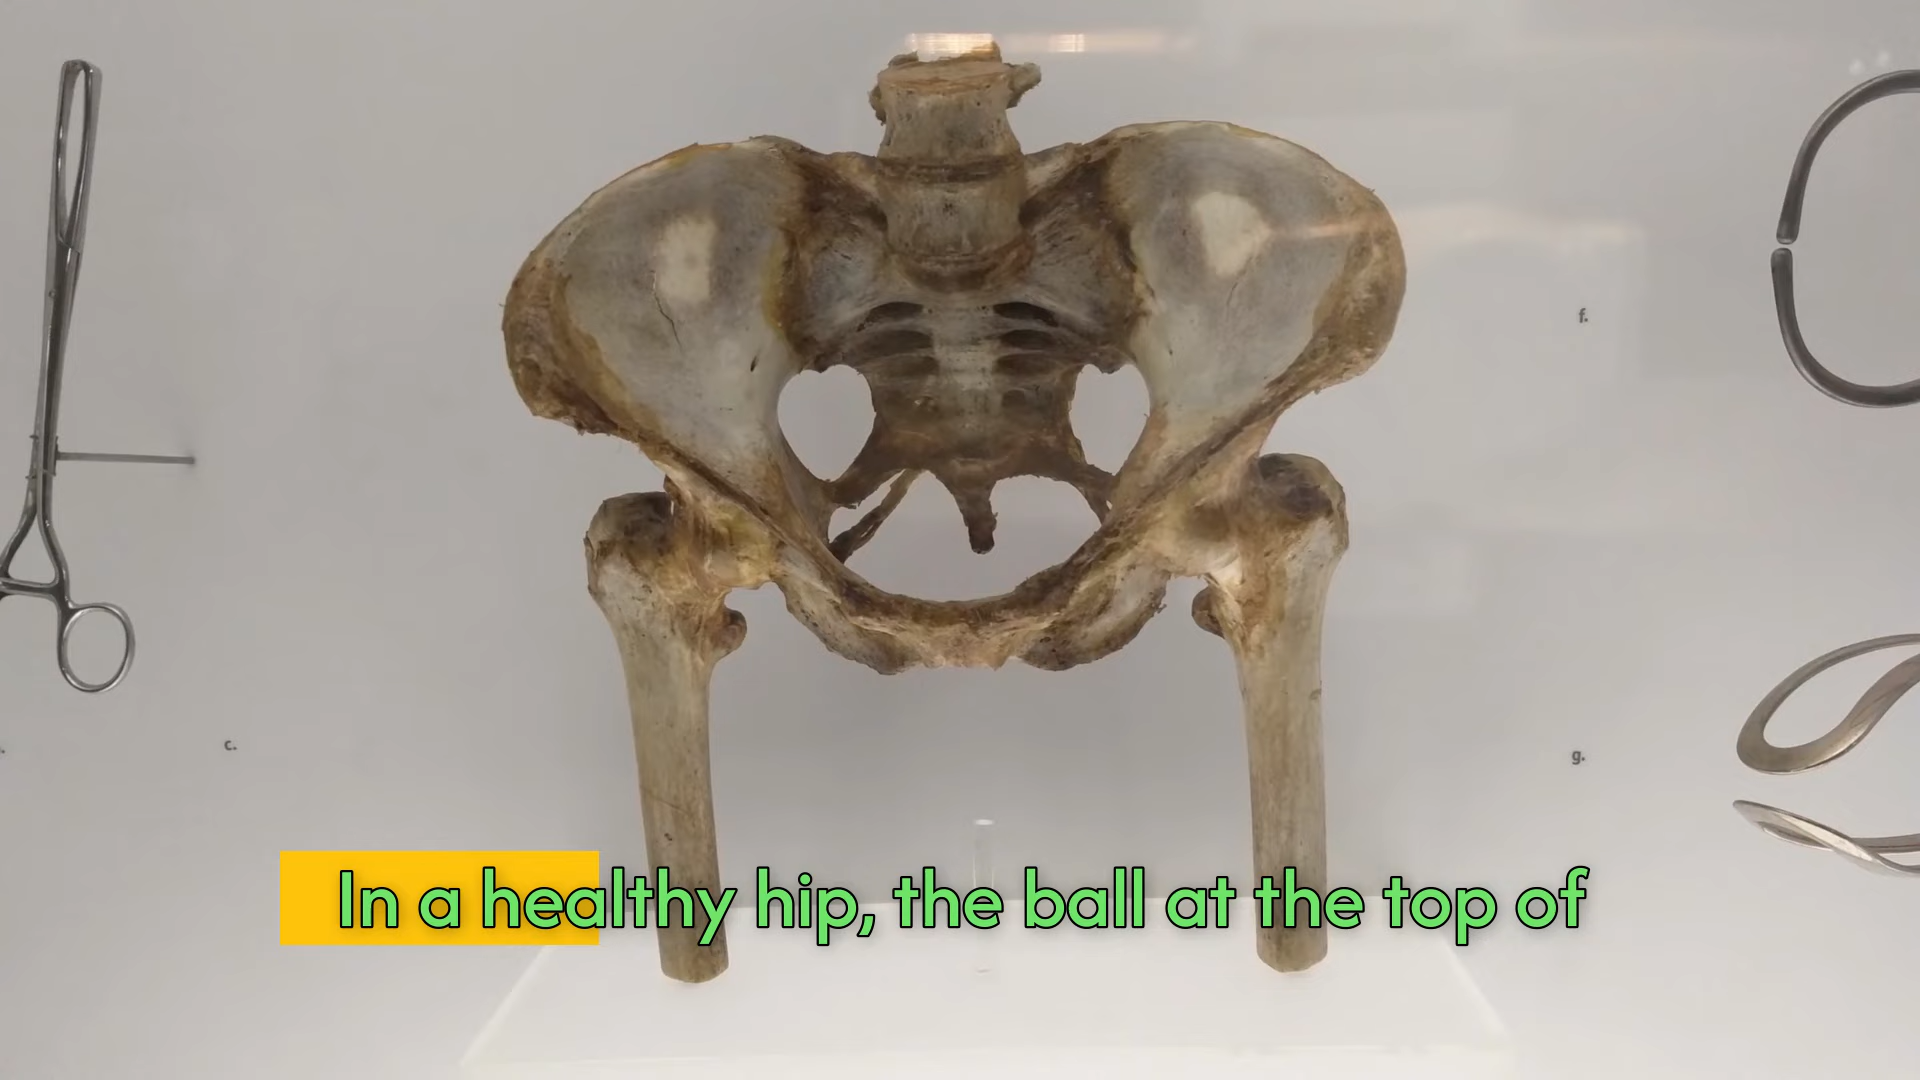 f.
c.
g.
In a healthy hip, the ball at the top of